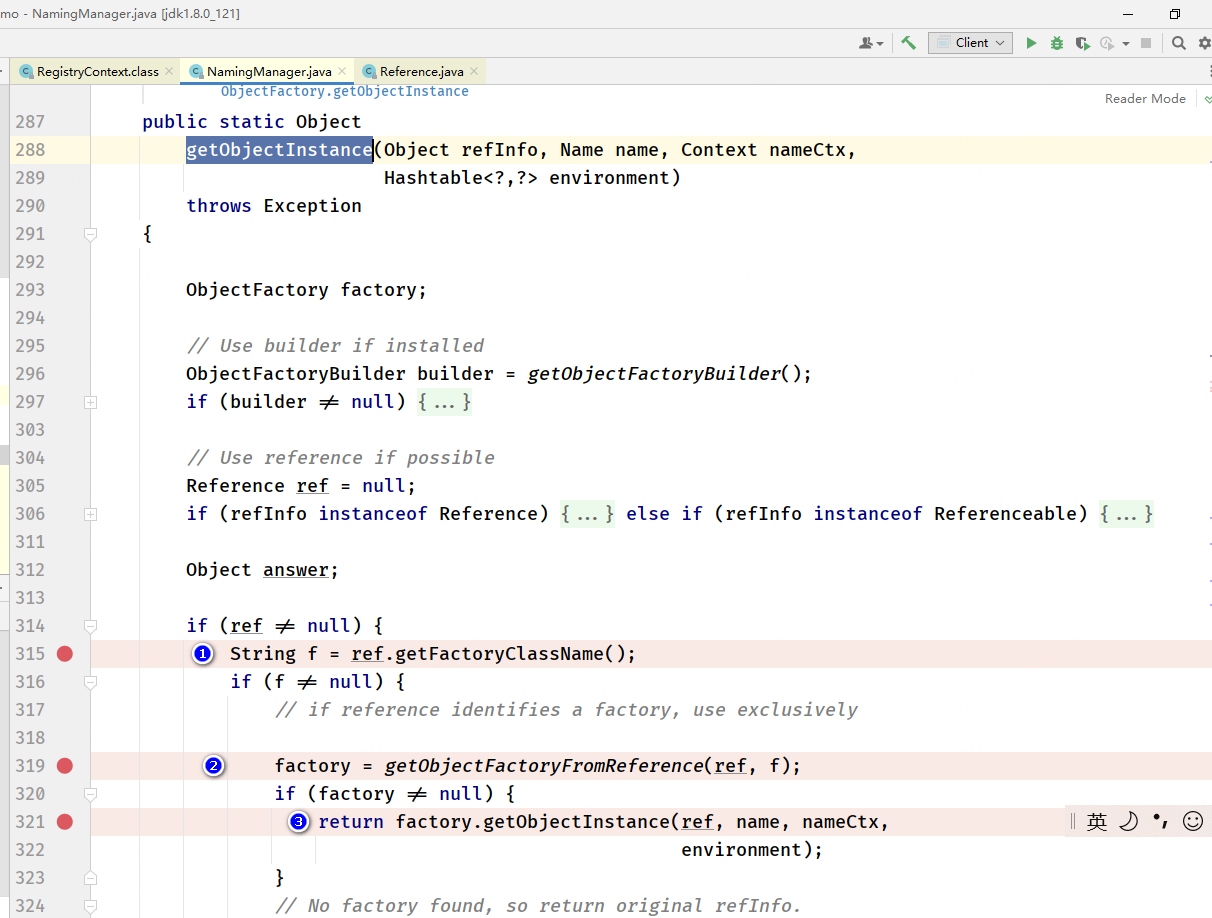 mo - NamingManager.java [jdk1.8.0_121]
Client
RegistryContext.class
NamingManager.java
Reference.java
ObjectFactory.getObjectInstance
Reader Mode
287 public static Object
288 getObjectInstance(Object refInfo, Name name, Context nameCtx,
289 Hashtable<?,?> environment)
290 throws Exception
291 {
292
293 ObjectFactory factory;
294
295 // Use builder if installed
296 ObjectFactoryBuilder builder = getObjectFactoryBuilder();
297 if (builder ≠ null) {...}
303
304 // Use reference if possible
305 Reference ref = null;
306 if (refInfo instanceof Reference) {...} else if (refInfo instanceof Referenceable) {...}
311
312 Object answer;
313
314 if (ref ≠ null) {
315 1 String f = ref.getFactoryClassName();
316 if (f ≠ null) {
317 // if reference identifies a factory, use exclusively
318
319 2 factory = getObjectFactoryFromReference(ref, f);
320 if (factory ≠ null) {
321 3 return factory.getObjectInstance(ref, name, nameCtx,
英
322 environment);
323 }
324 // No factory found, so return original refInfo.